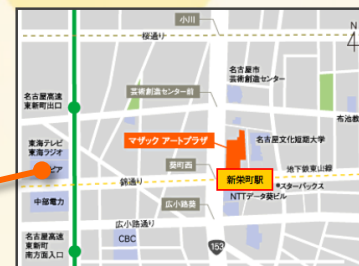 小川
N
4
桜通り
名古屋市
芸術創造センター
名古屋高速
東新町出口
芸術創造センター前
布池教
マザック アートプラザ
名古屋文化短期大学
東海テレビ
東海ラジオ
ピア
葵町西
地下鉄東山線
錦通り
新栄町駅
スターバックス
中部電力
広小路葵
NTTデータ葵ビル
広小路通り
名古屋高速
東新町
南方面入口
CBC
153